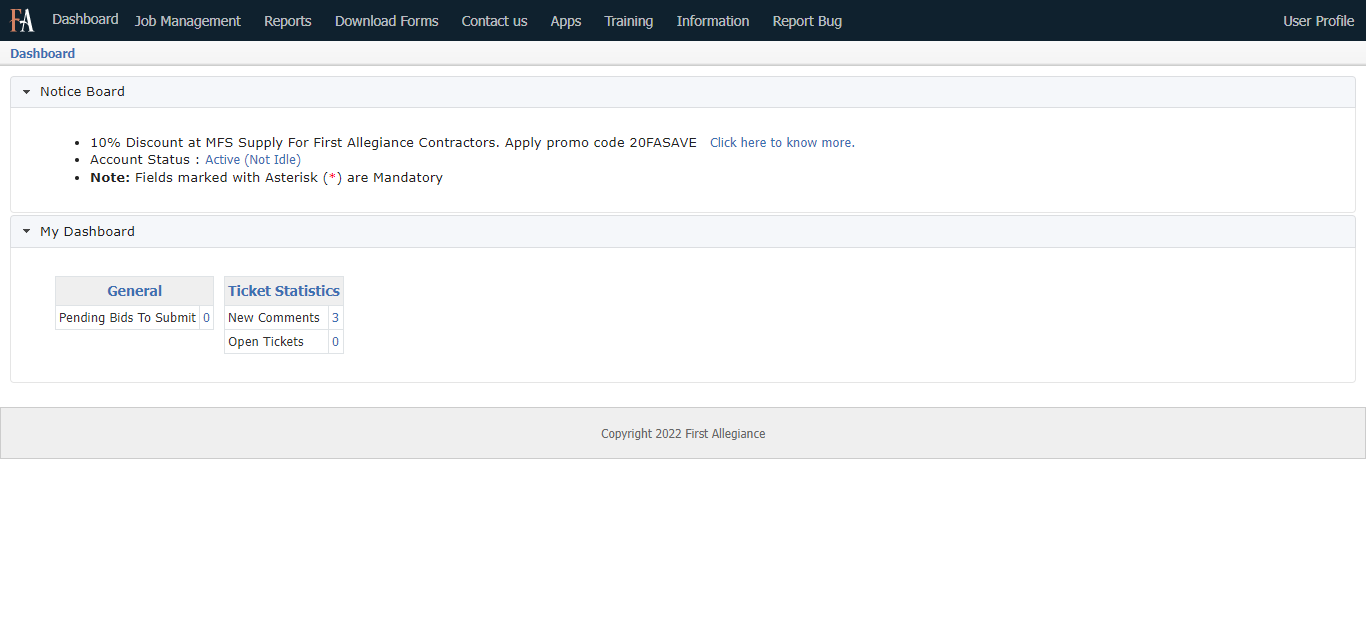 FA Dashboard Job Management Reports Download Forms Contact us Apps Training Information Report Bug User Profile
Dashboard
Notice Board
• 10% Discount at MFS Supply For First Allegiance Contractors. Apply promo code 20FASAVE Click here to know more.
• Account Status : Active (Not Idle)
• Note: Fields marked with Asterisk (*) are Mandatory
My Dashboard
General
Pending Bids To Submit 0
Ticket Statistics
New Comments 3
Open Tickets 0
Copyright 2022 First Allegiance